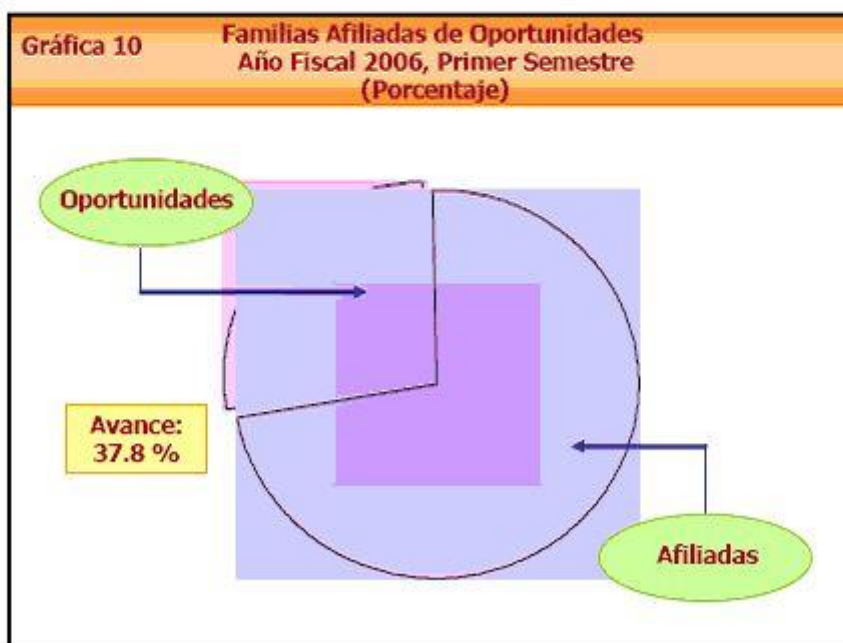 Gráfica 10
Familias Afiliadas de Oportunidades
Año Fiscal 2006, Primer Semestre
(Porcentaje)
Oportunidades
Avance:
37.8 %
Afiliadas